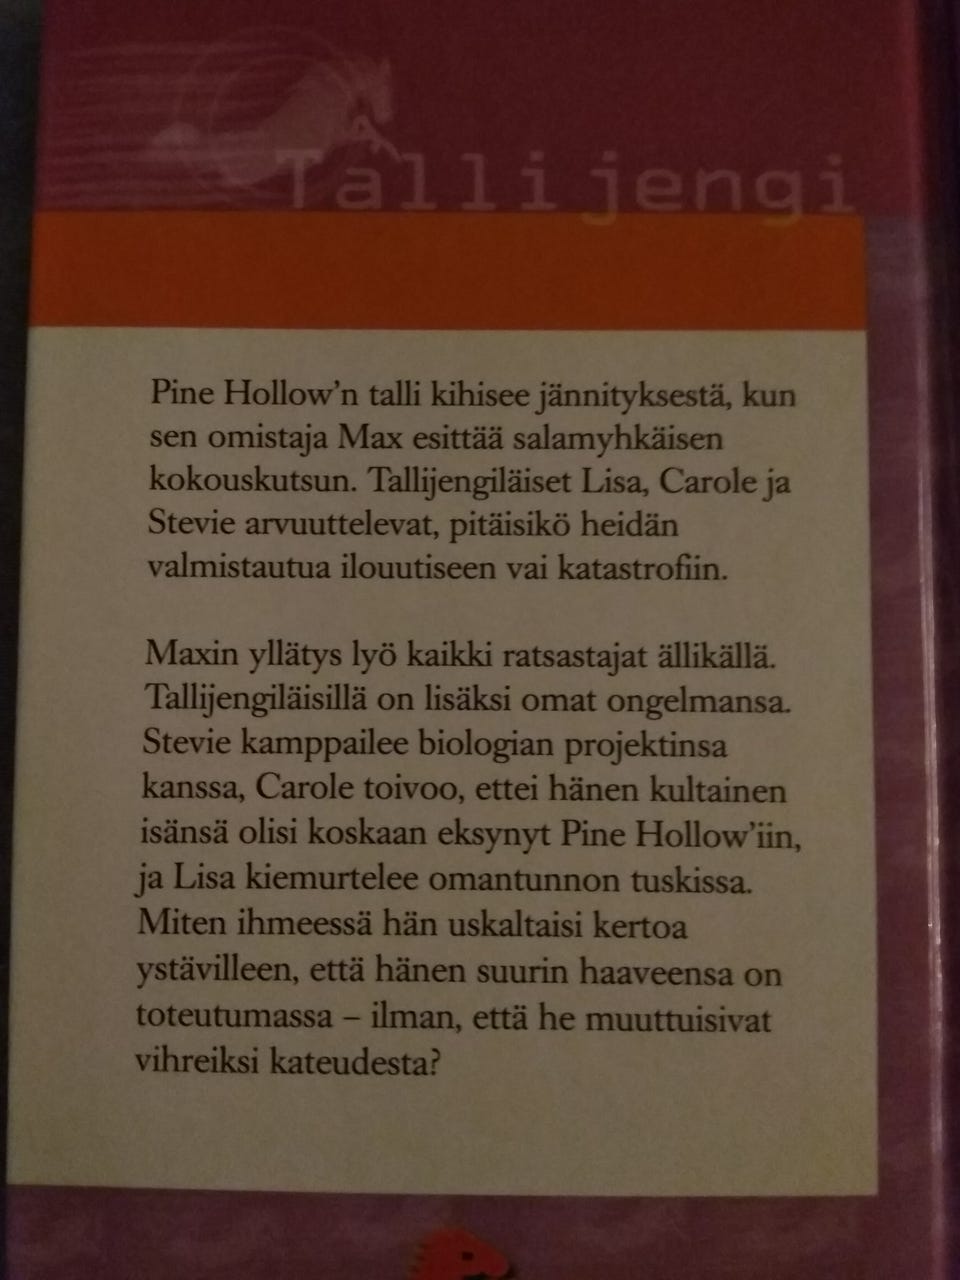 Tallijengi
Pine Hollow'n talli kihisee jännityksestä, kun
sen omistaja Max esittää salamyhkäisen
kokouskutsun. Tallijengiläiset Lisa, Carole ja
Stevie arvuuttelevat, pitäisikö heidän
valmistautua ilouutiseen vai katastrofiin.
Maxin yllätys lyö kaikki ratsastajat ällikällä.
Tallijengiläisillä on lisäksi omat ongelmansa.
Stevie kamppailee biologian projektinsa
kanssa, Carole toivoo, ettei hänen kultainen
isänsä olisi koskaan eksynyt Pine Hollow'iin,
ja Lisa kiemurtelee omantunnon tuskissa.
Miten ihmeessä hän uskaltaisi kertoa
ystävilleen, että hänen suurin haaveensa on
toteutumassa – ilman, että he muuttuisivat
vihreiksi kateudesta?